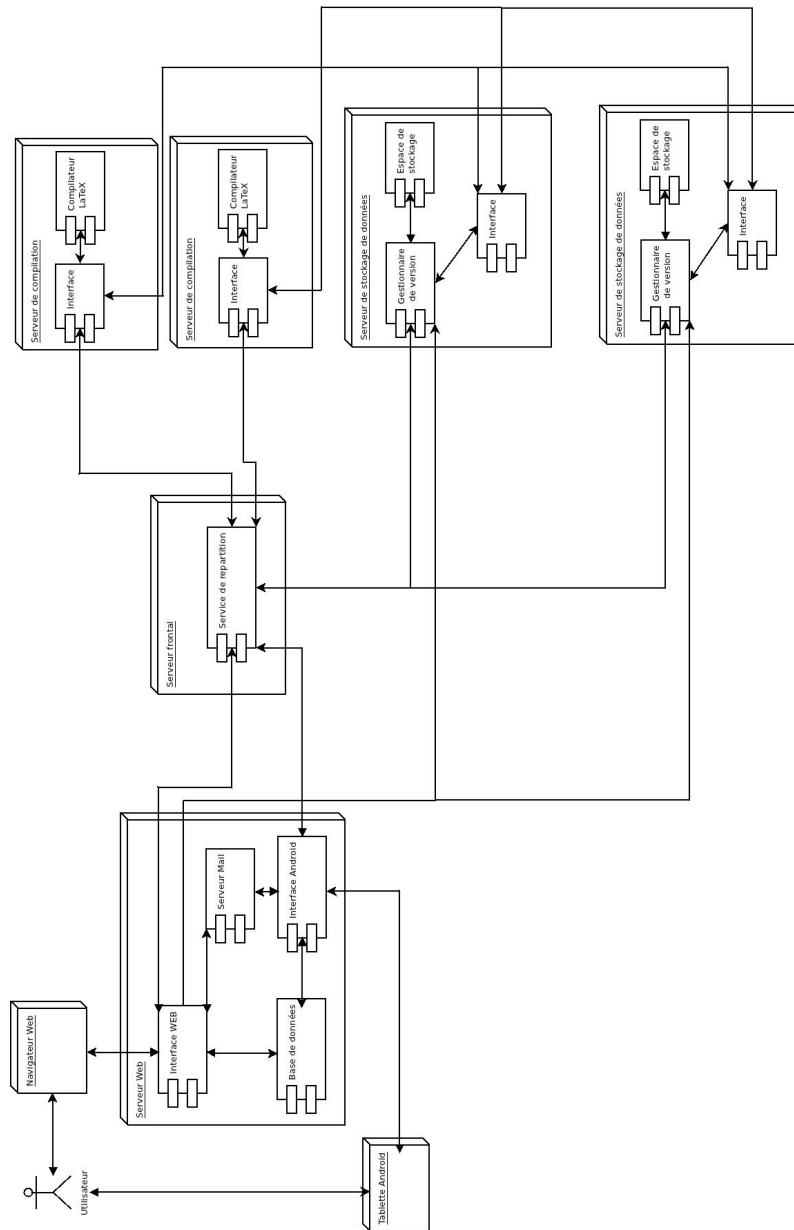 Utilisateur
Navigateur Web
Tablette Android
Serveur Web
Interface WEB
Base de données
Serveur Mail
Interface Android
Serveur frontal
Service de repartition
Serveur de compilation
Interface
Compilateur
LaTeX
Serveur de compilation
Interface
Compilateur
LaTeX
Serveur de stockage de données
Gestionnaire
de version
Espace de
stockage
Interface
Serveur de stockage de données
Gestionnaire
de version
Espace de
stockage
Interface